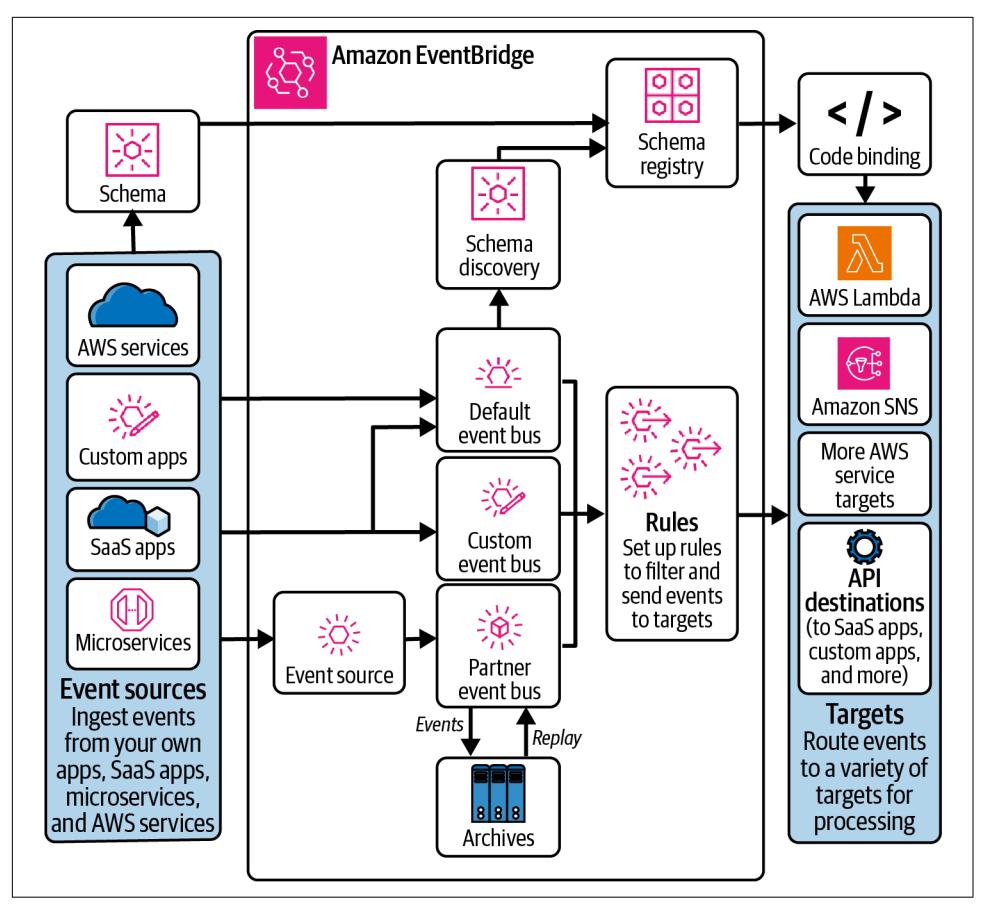 Amazon EventBridge
Schema
AWS services
Custom apps
SaaS apps
Microservices
Event sources
Ingest events
from your own
apps, SaaS apps,
microservices,
and AWS services
Event source
Schema
discovery
Default
event bus
Custom
event bus
Partner
event bus
Events
Replay
Archives
Schema
registry
Rules
Set up rules
to filter and
send events
to targets
</>
Code binding
AWS Lambda
Amazon SNS
More AWS
service
targets
API
destinations
(to SaaS apps,
custom apps,
and more)
Targets
Route events
to a variety of
targets for
processing